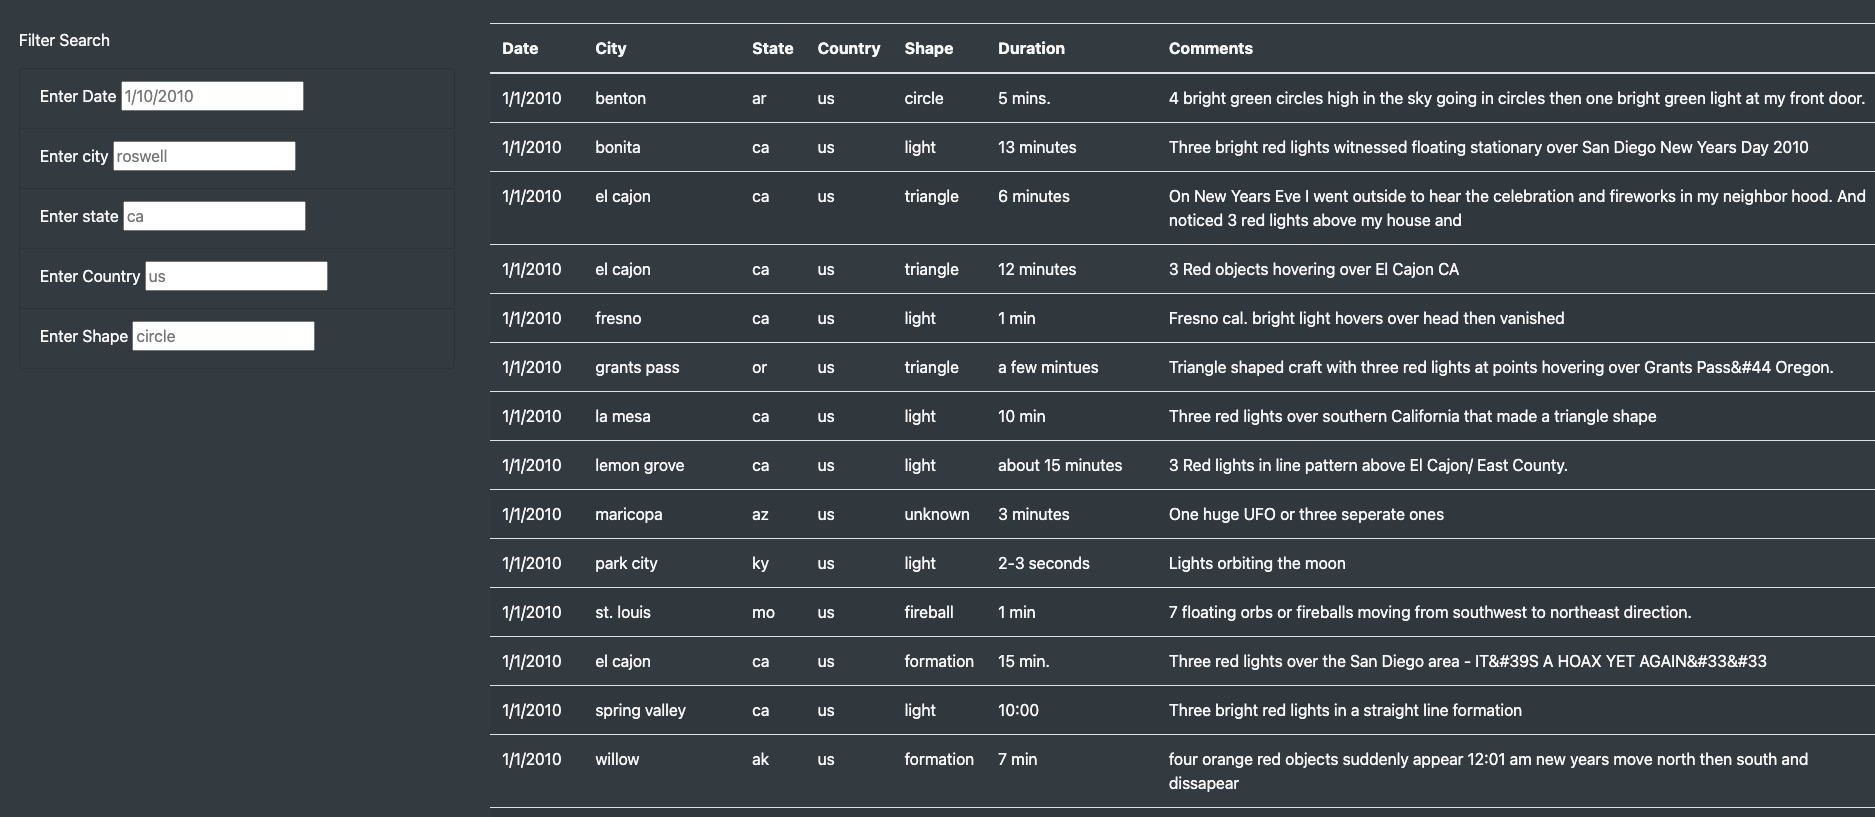 Filter Search
Enter Date 1/10/2010
Enter city roswell
Enter state ca
Enter Country us
Enter Shape circle
Date City State Country Shape Duration Comments
1/1/2010 benton ar us circle 5 mins. 4 bright green circles high in the sky going in circles then one bright green light at my front door.
1/1/2010 bonita ca us light 13 minutes Three bright red lights witnessed floating stationary over San Diego New Years Day 2010
1/1/2010 el cajon ca us triangle 6 minutes On New Years Eve I went outside to hear the celebration and fireworks in my neighbor hood. And
noticed 3 red lights above my house and
1/1/2010 el cajon ca us triangle 12 minutes 3 Red objects hovering over El Cajon CA
1/1/2010 fresno ca us light 1 min Fresno cal. bright light hovers over head then vanished
1/1/2010 grants pass or us triangle a few mintues Triangle shaped craft with three red lights at points hovering over Grants Pass&#44 Oregon.
1/1/2010 la mesa ca us light 10 min Three red lights over southern California that made a triangle shape
1/1/2010 lemon grove ca us light about 15 minutes 3 Red lights in line pattern above El Cajon/ East County.
1/1/2010 maricopa az us unknown 3 minutes One huge UFO or three seperate ones
1/1/2010 park city ky us light 2-3 seconds Lights orbiting the moon
1/1/2010 st. louis mo us fireball 1 min 7 floating orbs or fireballs moving from southwest to northeast direction.
1/1/2010 el cajon ca us formation 15 min. Three red lights over the San Diego area - IT&#39S A HOAX YET AGAIN&#33&#33
1/1/2010 spring valley ca us light 10:00 Three bright red lights in a straight line formation
1/1/2010 willow ak us formation 7 min four orange red objects suddenly appear 12:01 am new years move north then south and
dissapear